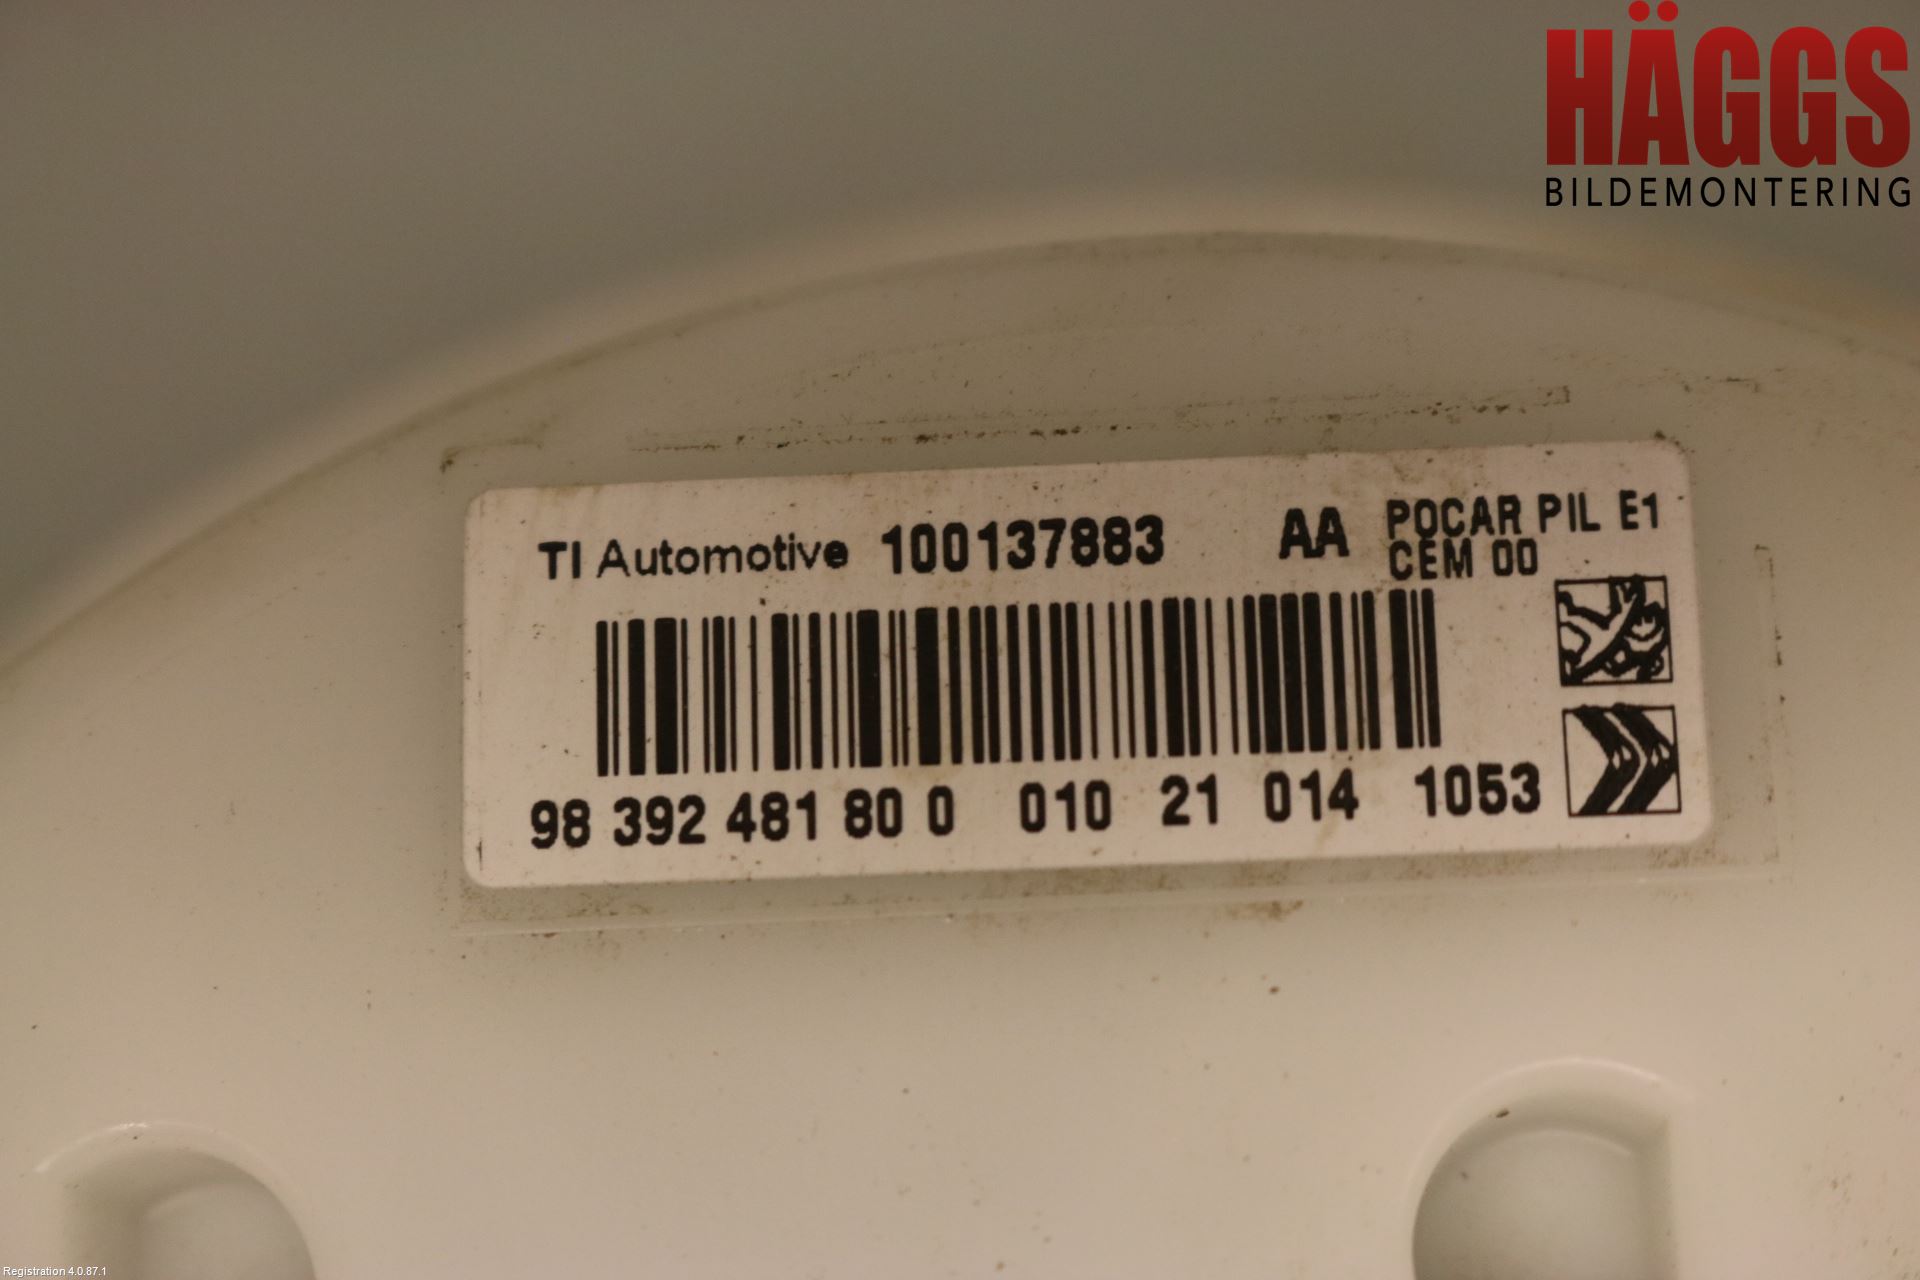 HÄGGS
BILDEMONTERING
TI Automotive 100137883 AA POCAR PIL E1
CEM 00
98 392 481 80 0 010 21 014 1053
Registration 4.0.87.1